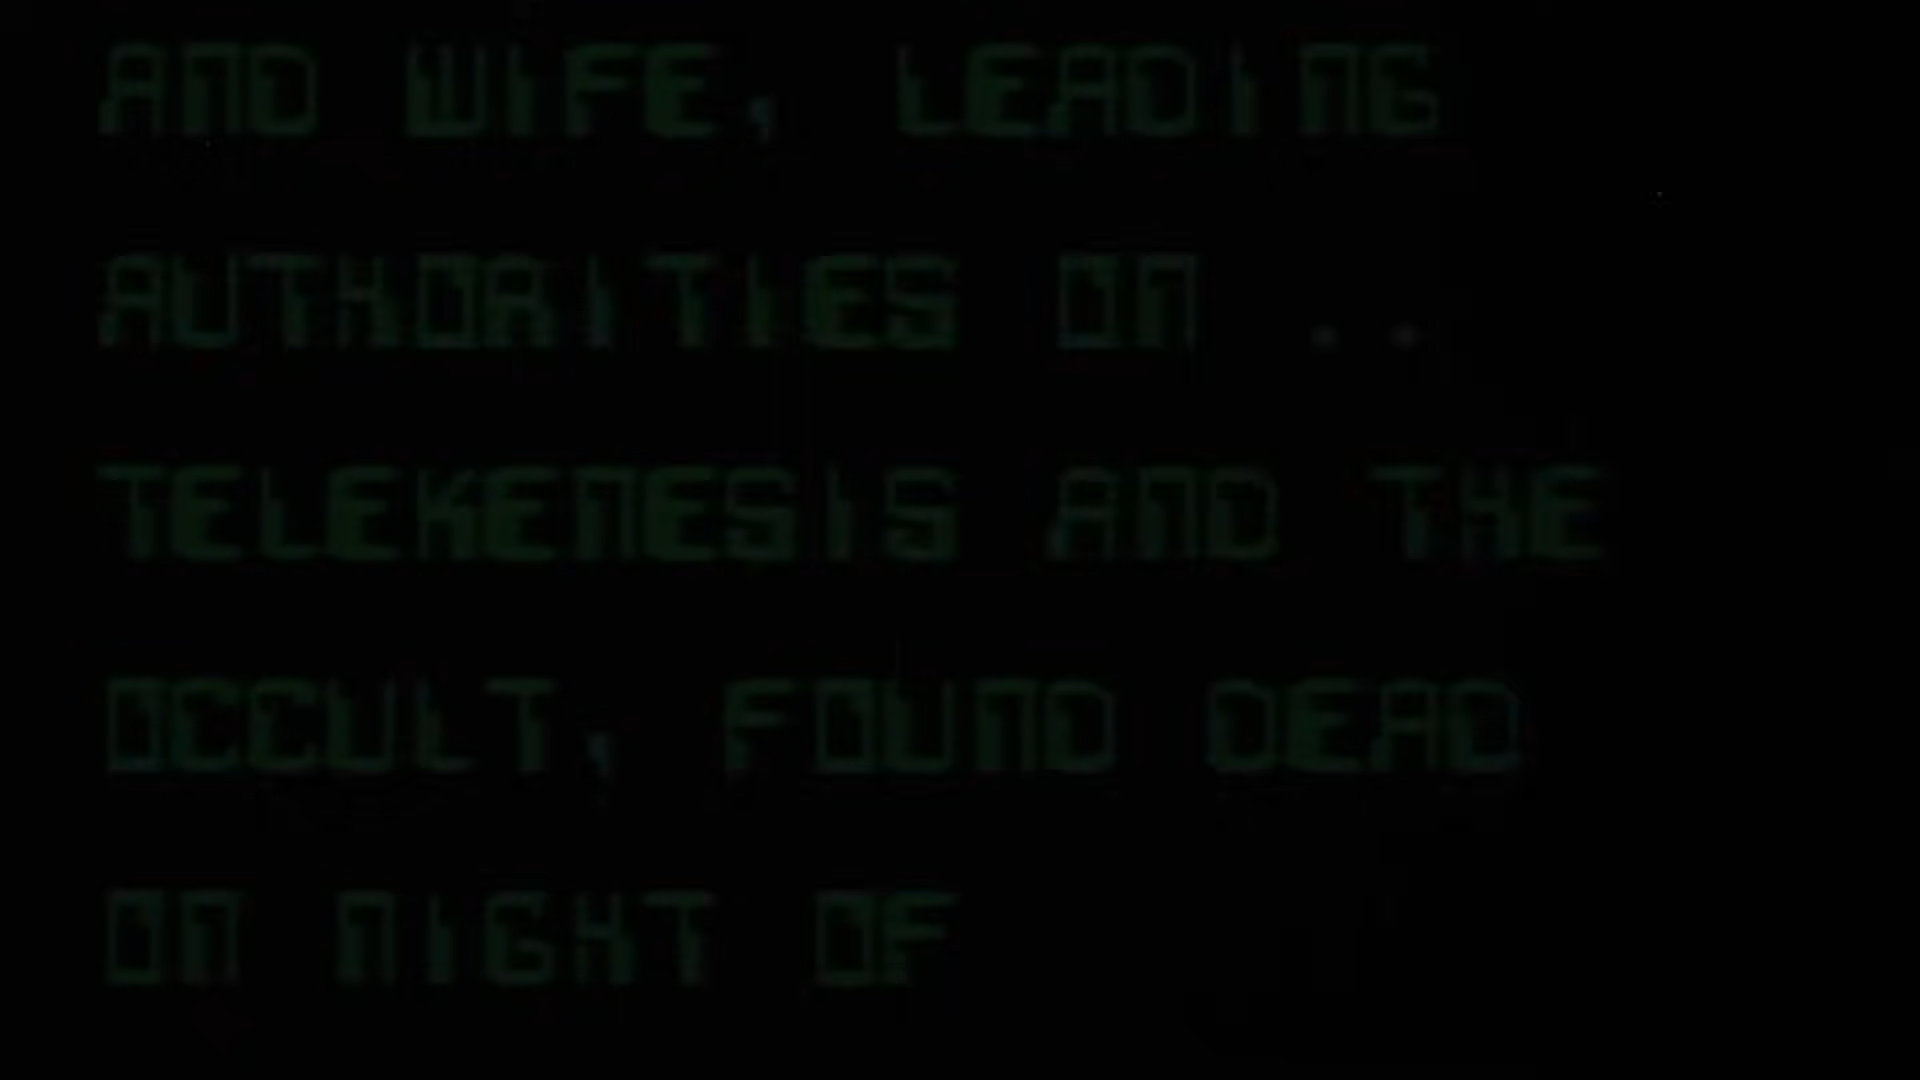 AND WIFE, LEADING
AUTHORITIES ON ..
TELEKENESIS AND THE
OCCULT, FOUND DEAD
ON NIGHT OF